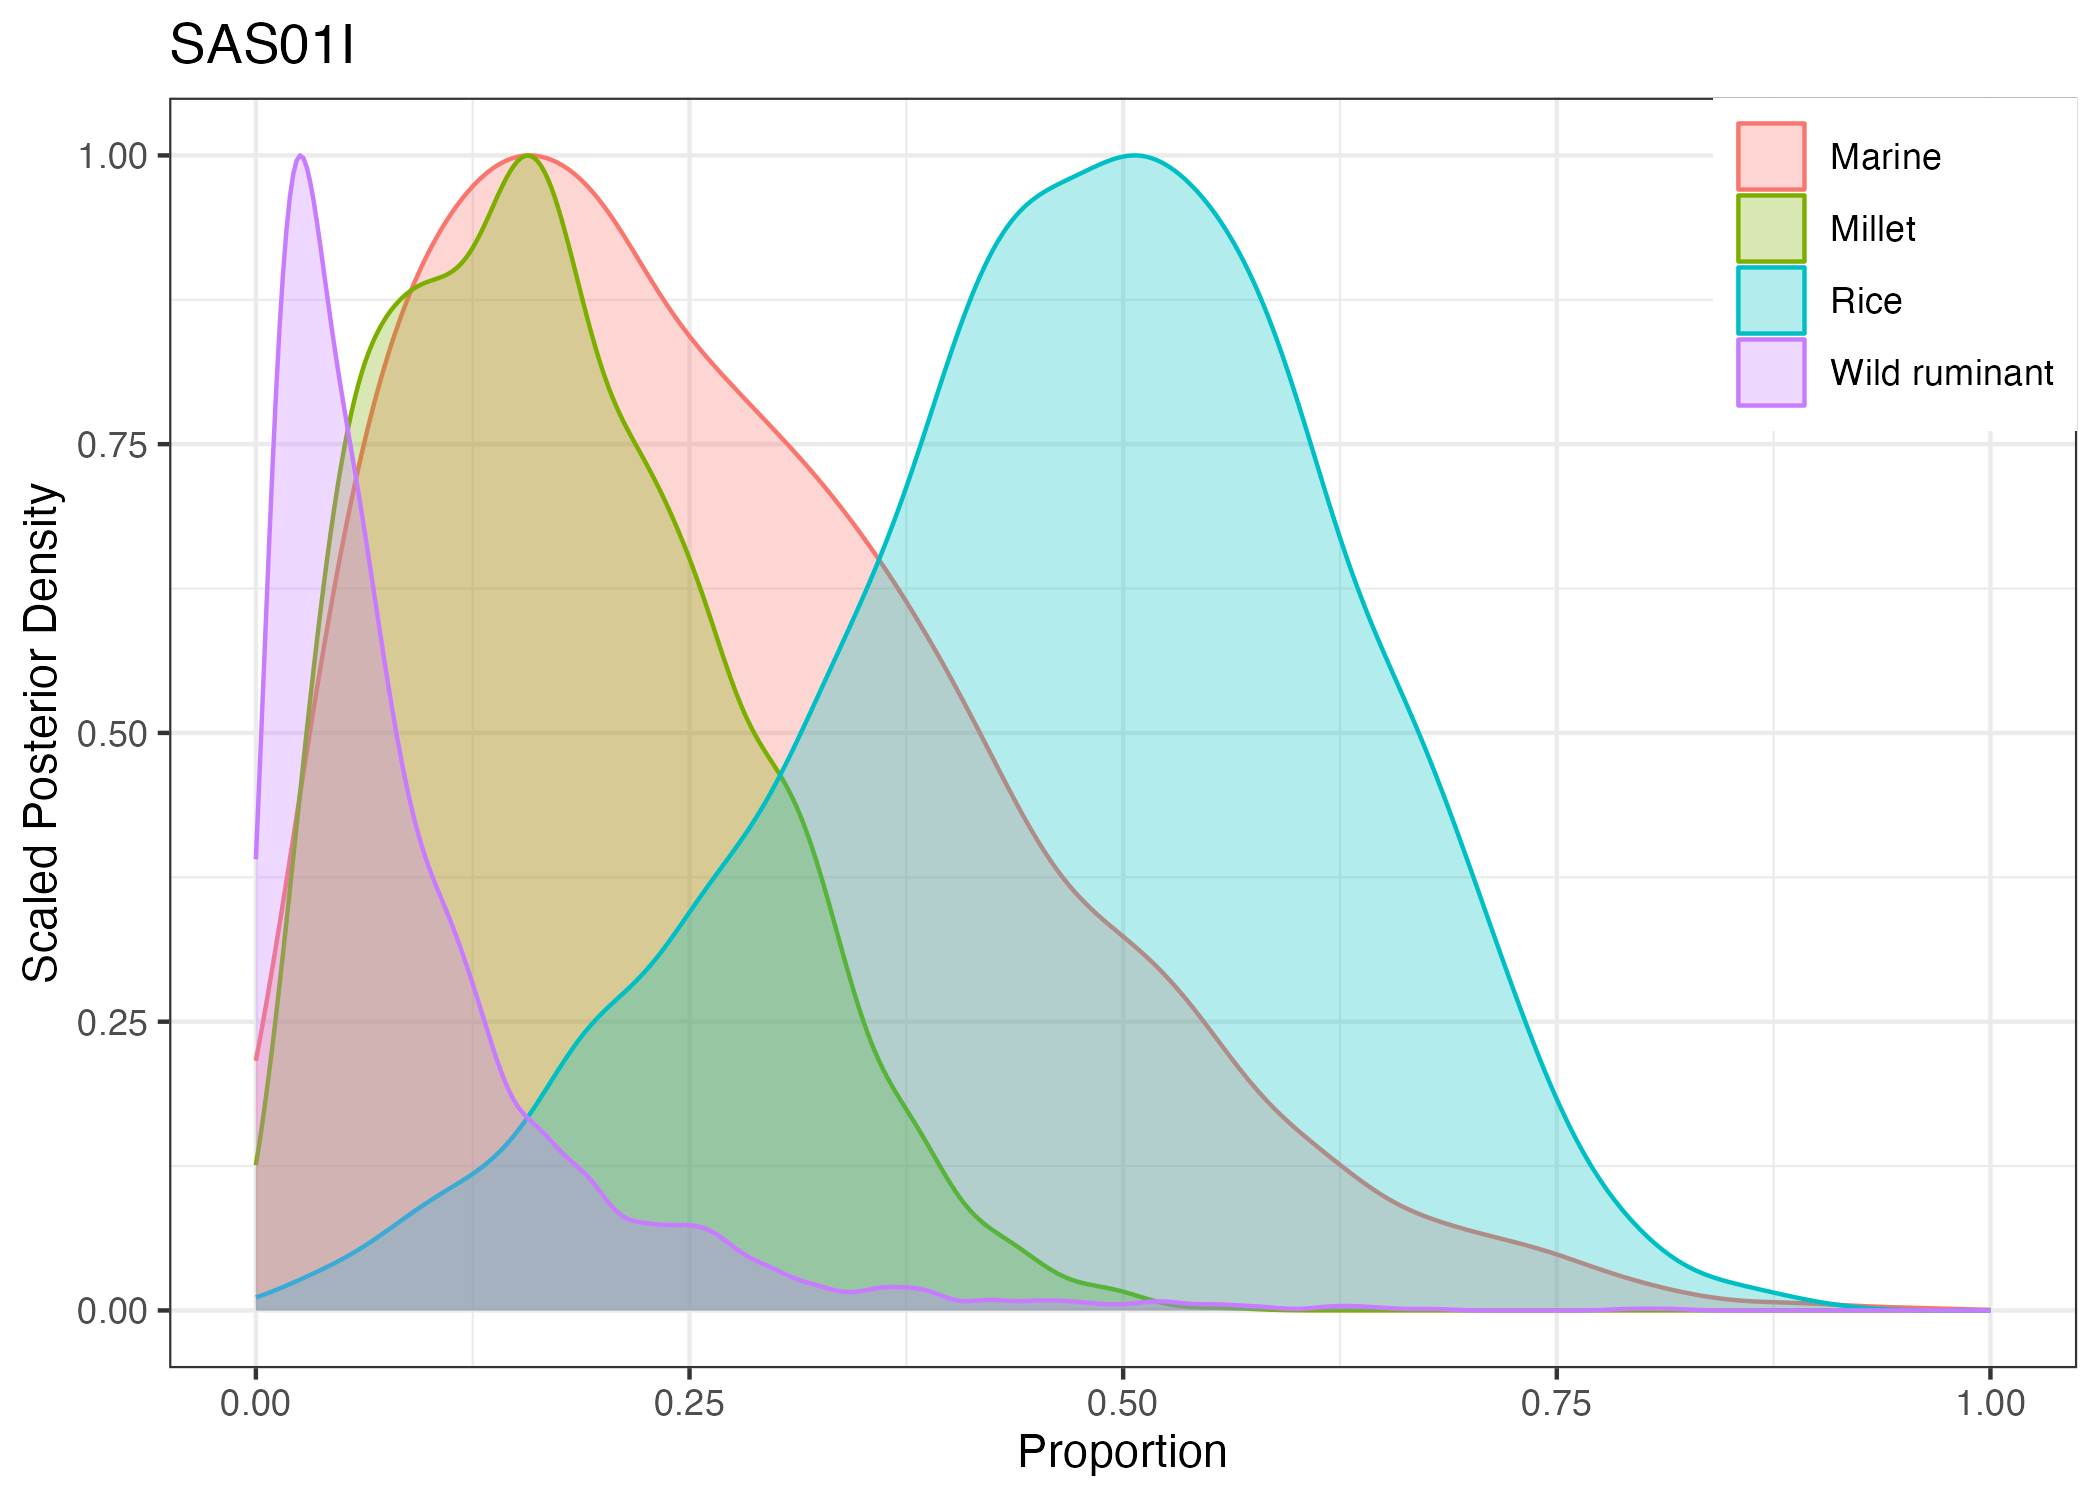 SAS01I
Marine
Millet
Rice
Wild ruminant
1.00
0.75
0.50
0.25
0.00
Scaled Posterior Density
0.00 0.25 0.50 0.75 1.00
Proportion